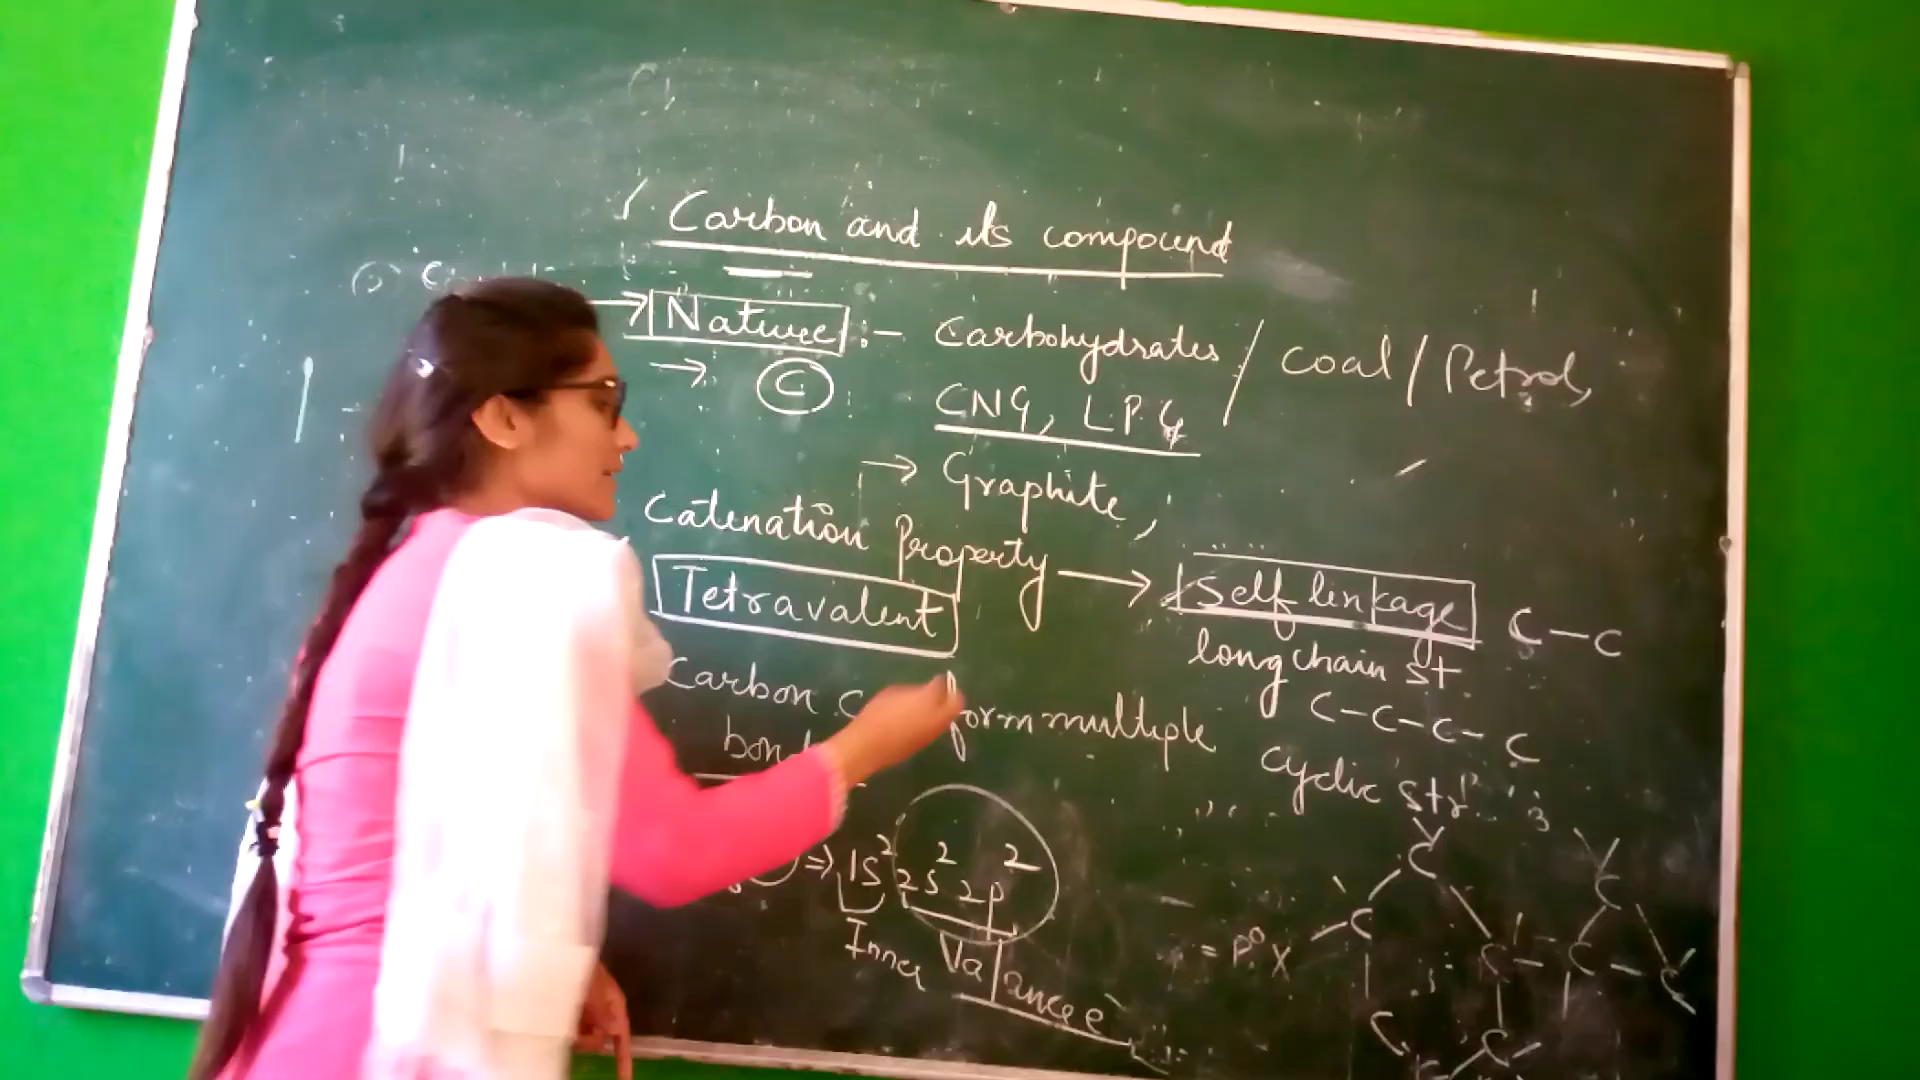 Carbon and its compound
→ Nature :- Carbohydrates / Coal / Petrol,
→ C CNG, LPG
→ Graphite,
Catenation Property → Self linkage C-C
Tetravalent long chain st
C-C-C-C
Carbon form multiple
cyclic str
⇒ 1s² 2s² 2p²
Inner Valance e⁻
C
C
C
C
C
C
C
C